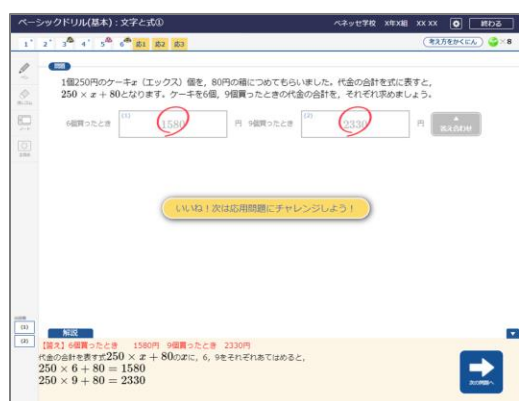 ベーシックドリル(基本)：文字と式①
ベネッセ学校 X年X組 XX XX
終わる
1 2 3 4 5 6 応1 応2 応3
考え方をかくにん
×8
問題
1個250円のケーキx（エックス）個を，80円の箱につめてもらいました。代金の合計を式に表すと，
250 × x + 80となります。ケーキを6個，9個買ったときの代金の合計を，それぞれ求めましょう。
6個買ったとき (1) 1580 円 9個買ったとき (2) 2330 円
答え合わせ
いいね！次は応用問題にチャレンジしよう！
(1)
(2)
解説
【答え】6個買ったとき 1580円 9個買ったとき 2330円
代金の合計を表す式250 × x + 80のxに，6，9をそれぞれあてはめると，
250 × 6 + 80 = 1580
250 × 9 + 80 = 2330
次の問題へ